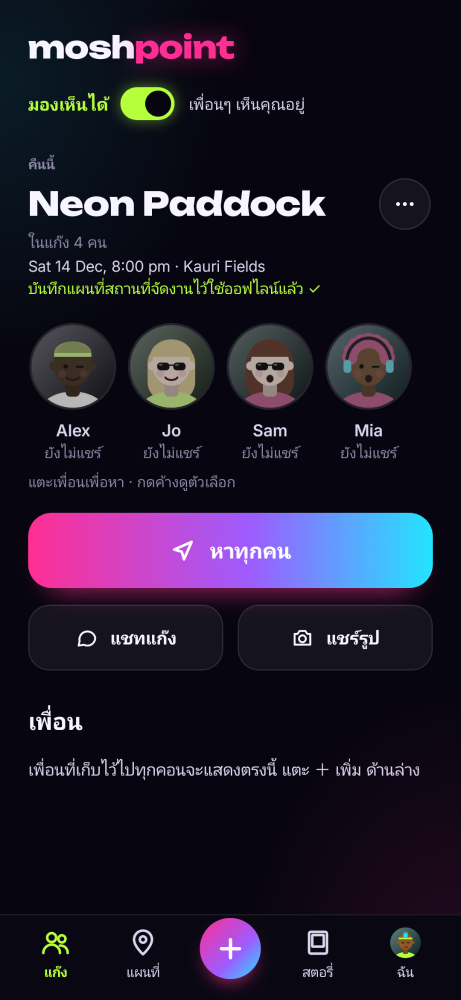 moshpoint
มองเห็นได้ เพื่อนๆ เห็นคุณอยู่
คืนนี้
Neon Paddock
ในแก๊ง 4 คน
Sat 14 Dec, 8:00 pm · Kauri Fields
บันทึกแผนที่สถานที่จัดงานไว้ใช้ออฟไลน์แล้ว ✓
Alex Jo Sam Mia
ยังไม่แชร์ ยังไม่แชร์ ยังไม่แชร์ ยังไม่แชร์
แตะเพื่อนเพื่อหา · กดค้างดูตัวเลือก
หาทุกคน
แชทแก๊ง แชร์รูป
เพื่อน
เพื่อนที่เก็บไว้ไปทุกคอนจะแสดงตรงนี้ แตะ + เพิ่ม ด้านล่าง
แก๊ง แผนที่ สตอรี่ ฉัน